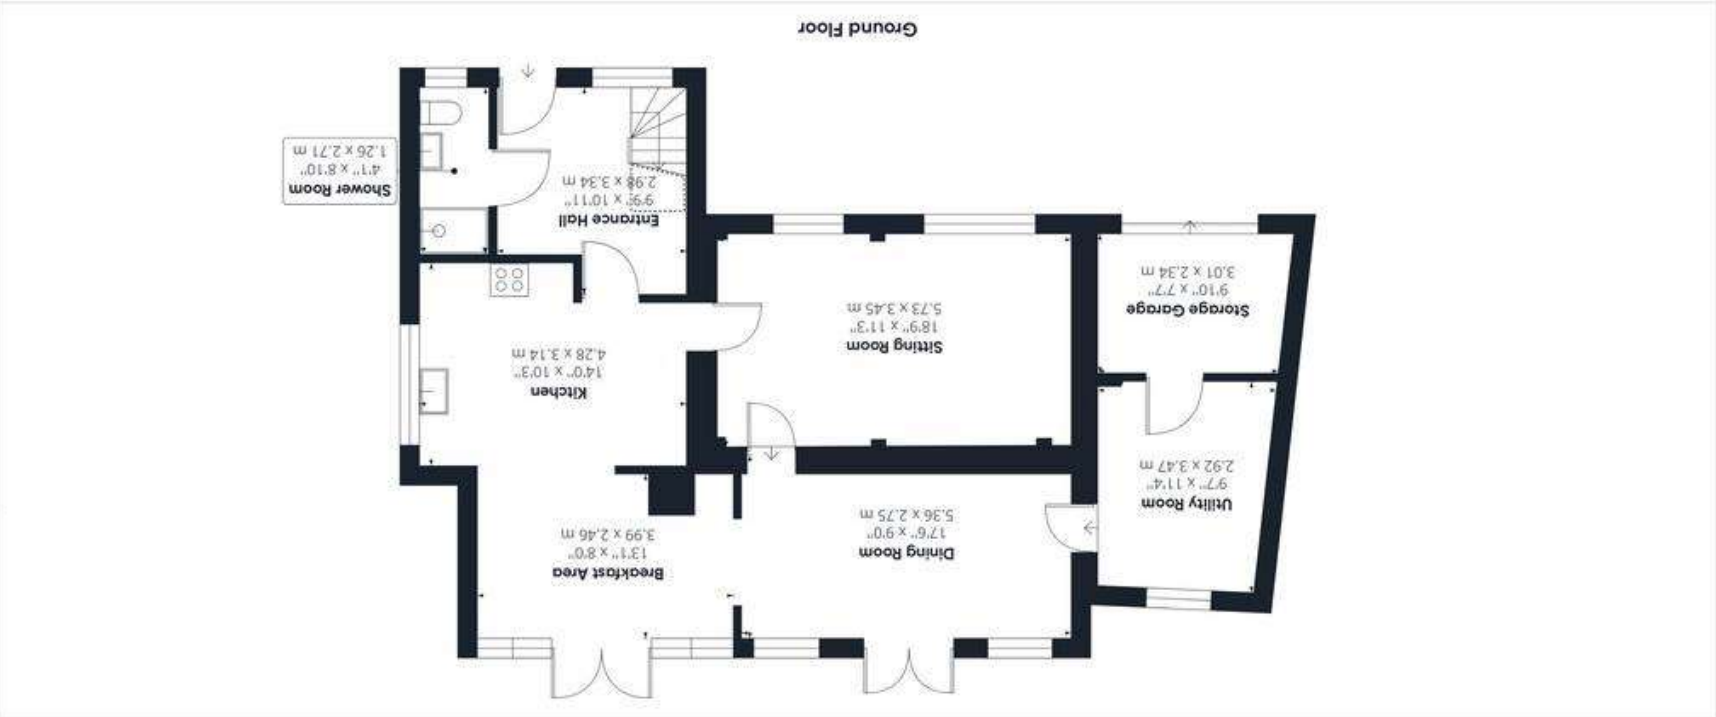 Breakfast Area
13'1" x 8'0"
3.99 x 2.46 m
Dining Room
17'6" x 9'0"
5.36 x 2.75 m
Utility Room
9'7" x 11'4"
2.92 x 3.47 m
Kitchen
14'0" x 10'3"
4.28 x 3.14 m
Sitting Room
18'9" x 11'3"
5.73 x 3.45 m
Storage Garage
9'10" x 7'7"
3.01 x 2.34 m
Entrance Hall
9'9" x 10'11"
2.98 x 3.34 m
Shower Room
4'1" x 8'10"
1.26 x 2.71 m
Ground Floor